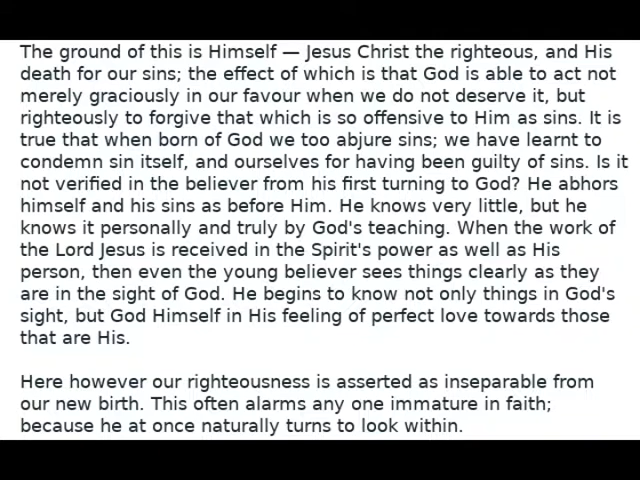 The ground of this is Himself — Jesus Christ the righteous, and His
death for our sins; the effect of which is that God is able to act not
merely graciously in our favour when we do not deserve it, but
righteously to forgive that which is so offensive to Him as sins. It is
true that when born of God we too abjure sins; we have learnt to
condemn sin itself, and ourselves for having been guilty of sins. Is it
not verified in the believer from his first turning to God? He abhors
himself and his sins as before Him. He knows very little, but he
knows it personally and truly by God's teaching. When the work of
the Lord Jesus is received in the Spirit's power as well as His
person, then even the young believer sees things clearly as they
are in the sight of God. He begins to know not only things in God's
sight, but God Himself in His feeling of perfect love towards those
that are His.
Here however our righteousness is asserted as inseparable from
our new birth. This often alarms any one immature in faith;
because he at once naturally turns to look within.